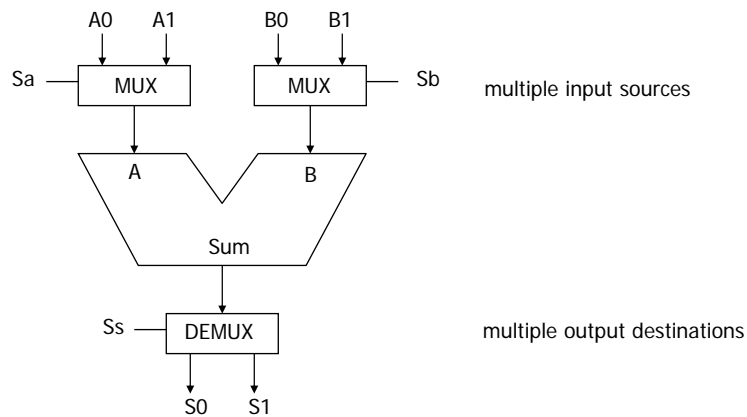 A0 A1 B0 B1
Sa MUX MUX Sb multiple input sources
A B
Sum
Ss DEMUX multiple output destinations
S0 S1